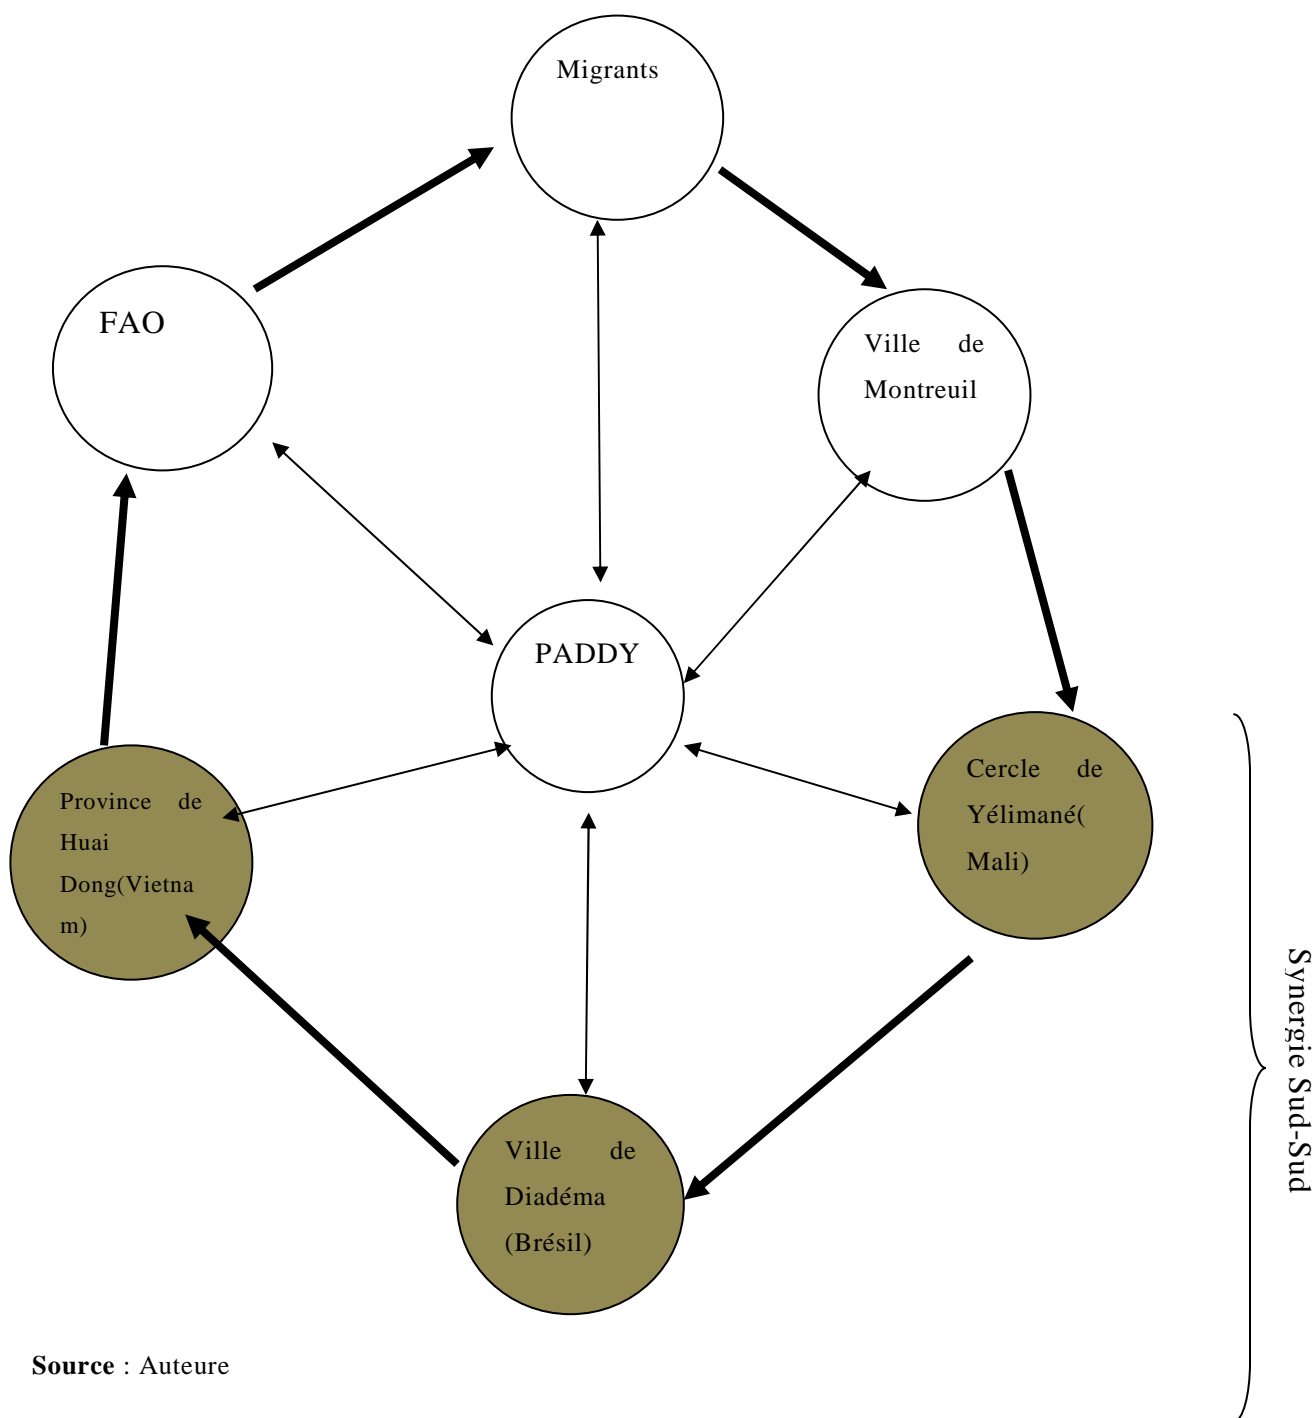 Migrants
FAO
Ville de
Montreuil
PADDY
Cercle de
Yélimané(
Mali)
Province de
Huai
Dong(Vietna
m)
Ville de
Diadéma
(Brésil)
Synergie Sud-Sud
Source : Auteure